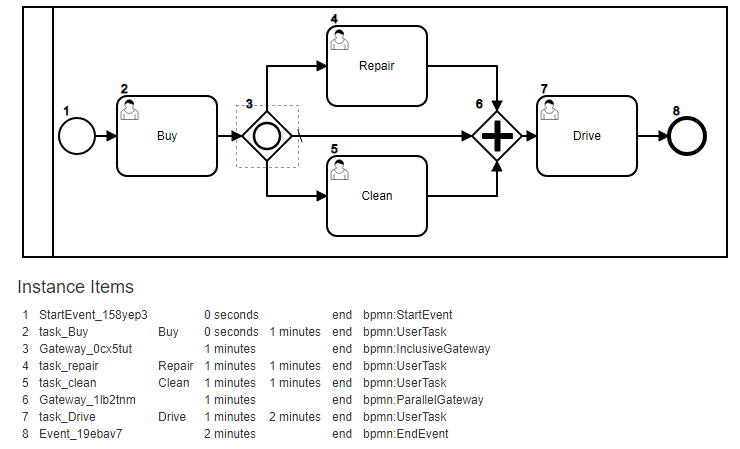 4
Repair
2
3
6
7
1
8
Buy
Drive
5
Clean
Instance Items
1 StartEvent_158yep3 0 seconds end bpmn:StartEvent
2 task_Buy Buy 0 seconds 1 minutes end bpmn:UserTask
3 Gateway_0cx5tut 1 minutes end bpmn:InclusiveGateway
4 task_repair Repair 1 minutes 1 minutes end bpmn:UserTask
5 task_clean Clean 1 minutes 1 minutes end bpmn:UserTask
6 Gateway_1lb2tnm 1 minutes end bpmn:ParallelGateway
7 task_Drive Drive 1 minutes 2 minutes end bpmn:UserTask
8 Event_19ebav7 2 minutes end bpmn:EndEvent